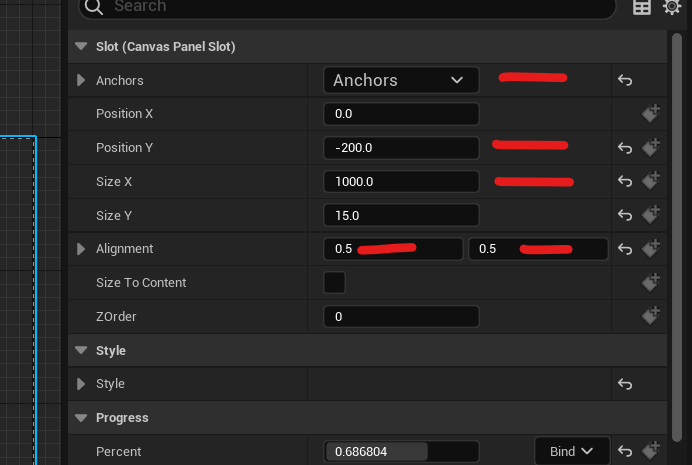 Search
Slot (Canvas Panel Slot)
Anchors Anchors
Position X 0.0
Position Y -200.0
Size X 1000.0
Size Y 15.0
Alignment 0.5 0.5
Size To Content
ZOrder 0
Style
Style
Progress
Percent 0.686804 Bind